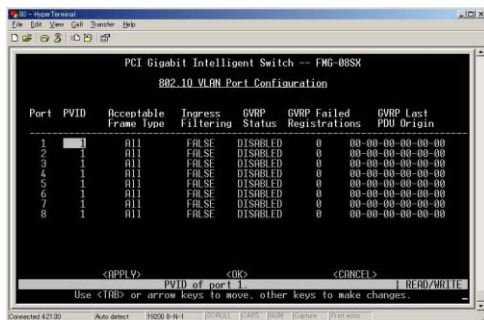 00 - HyperTerminal
File Edit View Call Transfer Help
PCI Gigabit Intelligent Switch -- FMG-08SX
802.1Q VLAN Port Configuration
Port PVID Acceptable Frame Type Ingress Filtering GVRP Status GVRP Failed Registrations GVRP Last PDU Origin
1 1 All FALSE DISABLED 0 00-00-00-00-00-00
2 1 All FALSE DISABLED 0 00-00-00-00-00-00
3 1 All FALSE DISABLED 0 00-00-00-00-00-00
4 1 All FALSE DISABLED 0 00-00-00-00-00-00
5 1 All FALSE DISABLED 0 00-00-00-00-00-00
6 1 All FALSE DISABLED 0 00-00-00-00-00-00
7 1 All FALSE DISABLED 0 00-00-00-00-00-00
8 1 All FALSE DISABLED 0 00-00-00-00-00-00
<APPLY> <OK> <CANCEL>
PVID of port 1. | READ/WRITE
Use <TAB> or arrow keys to move, other keys to make changes.
Connected 4:21:00 Auto detect 19200 8-N-1 SCROLL CAPS NUM Capture Print echo